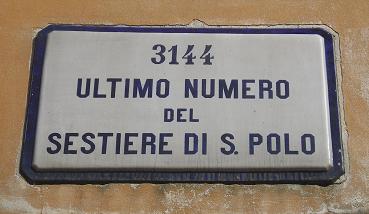 3144
ULTIMO NUMERO
DEL
SESTIERE DI S. POLO